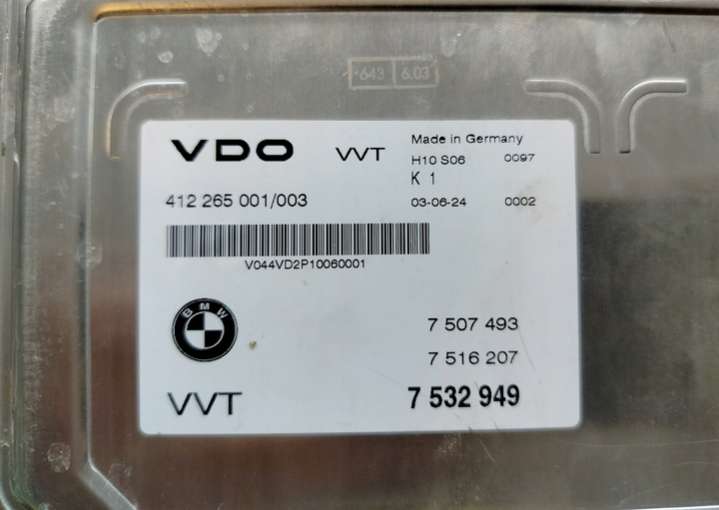 *643 6.03
VDO VVT Made in Germany
H10 S06 0097
K 1
412 265 001/003 03-06-24 0002
V044VD2P10060001
BMW
7 507 493
7 516 207
VVT 7 532 949